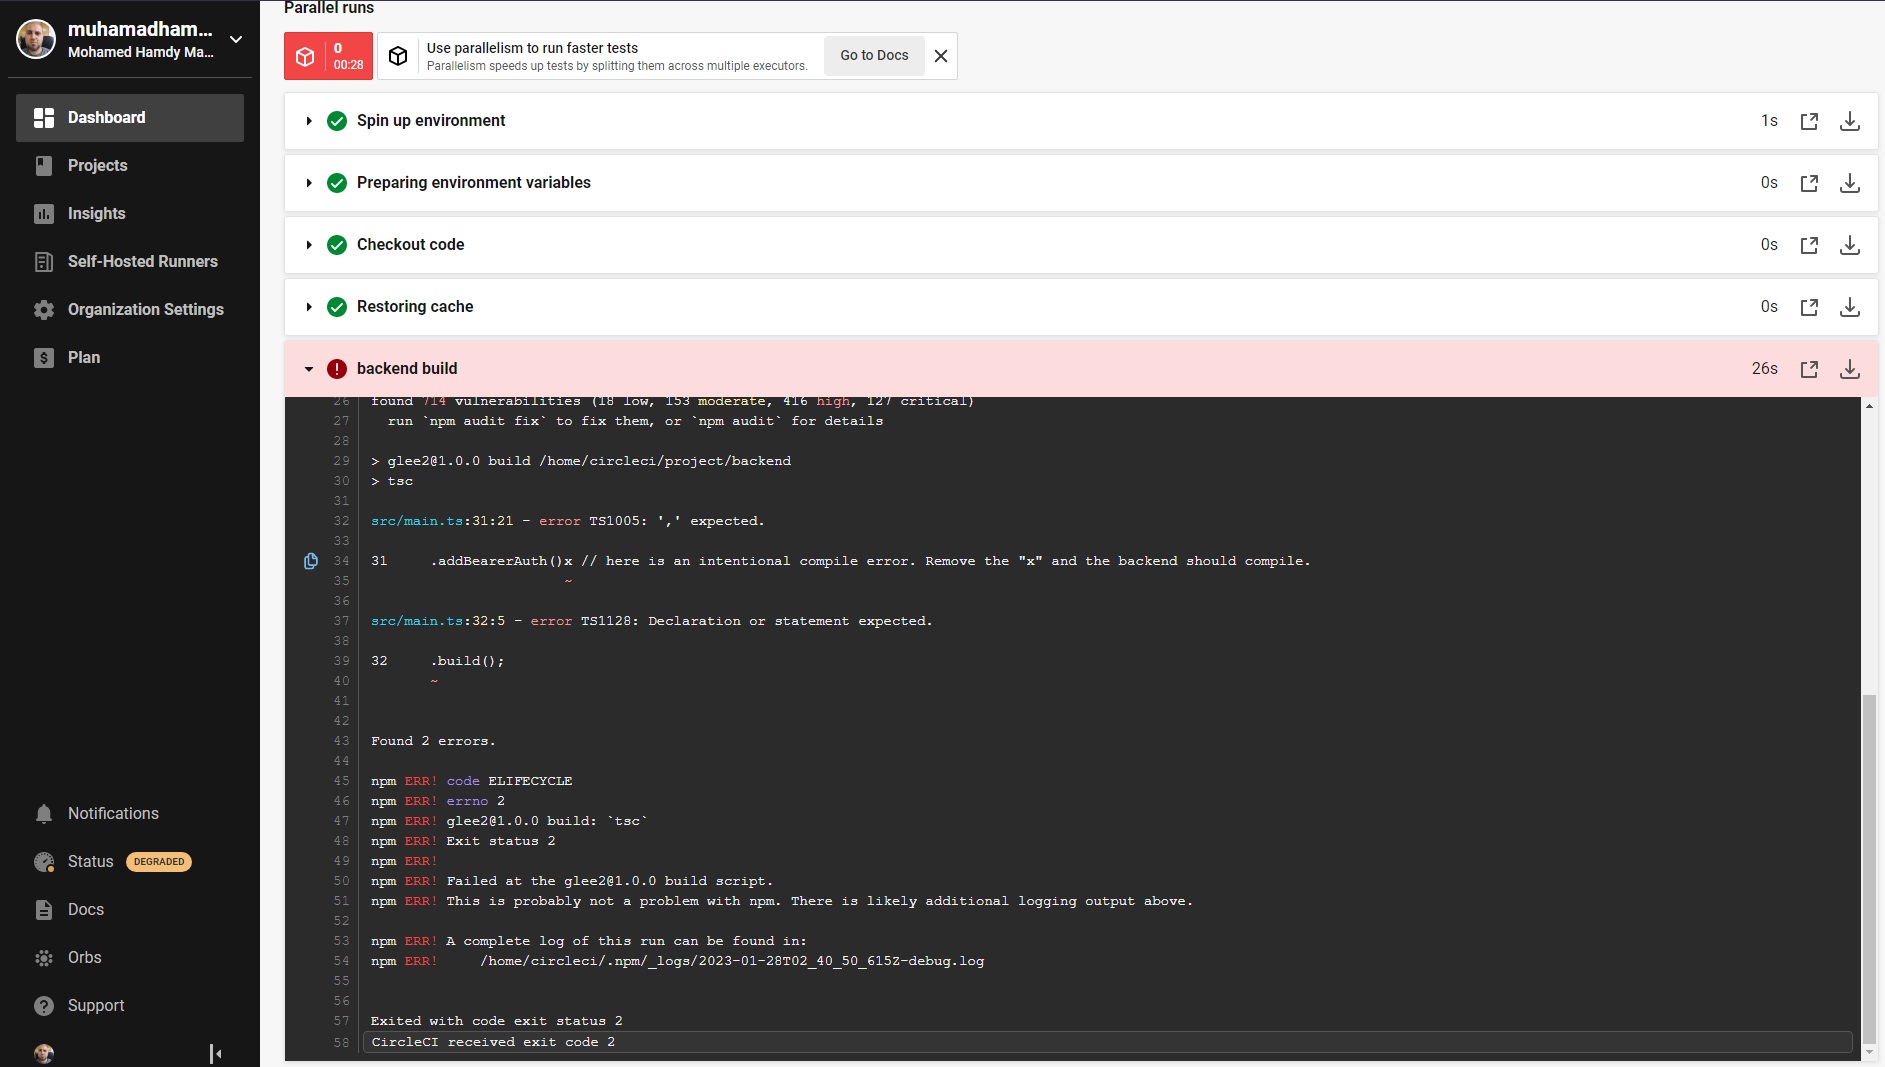 muhamadham...
Mohamed Hamdy Ma...
Dashboard
Projects
Insights
Self-Hosted Runners
Organization Settings
Plan
Notifications
Status DEGRADED
Docs
Orbs
Support
Parallel runs
0
00:28
Use parallelism to run faster tests
Parallelism speeds up tests by splitting them across multiple executors.
Go to Docs
Spin up environment 1s
Preparing environment variables 0s
Checkout code 0s
Restoring cache 0s
backend build 26s
26 found 714 vulnerabilities (18 low, 153 moderate, 416 high, 127 critical)
27 run `npm audit fix` to fix them, or `npm audit` for details
28
29 > glee2@1.0.0 build /home/circleci/project/backend
30 > tsc
31
32 src/main.ts:31:21 - error TS1005: ',' expected.
33
34 31 .addBearerAuth()x // here is an intentional compile error. Remove the "x" and the backend should compile.
35 ~
36
37 src/main.ts:32:5 - error TS1128: Declaration or statement expected.
38
39 32 .build();
40 ~
41
42
43 Found 2 errors.
44
45 npm ERR! code ELIFECYCLE
46 npm ERR! errno 2
47 npm ERR! glee2@1.0.0 build: `tsc`
48 npm ERR! Exit status 2
49 npm ERR!
50 npm ERR! Failed at the glee2@1.0.0 build script.
51 npm ERR! This is probably not a problem with npm. There is likely additional logging output above.
52
53 npm ERR! A complete log of this run can be found in:
54 npm ERR! /home/circleci/.npm/_logs/2023-01-28T02_40_50_615Z-debug.log
55
56
57 Exited with code exit status 2
58 CircleCI received exit code 2